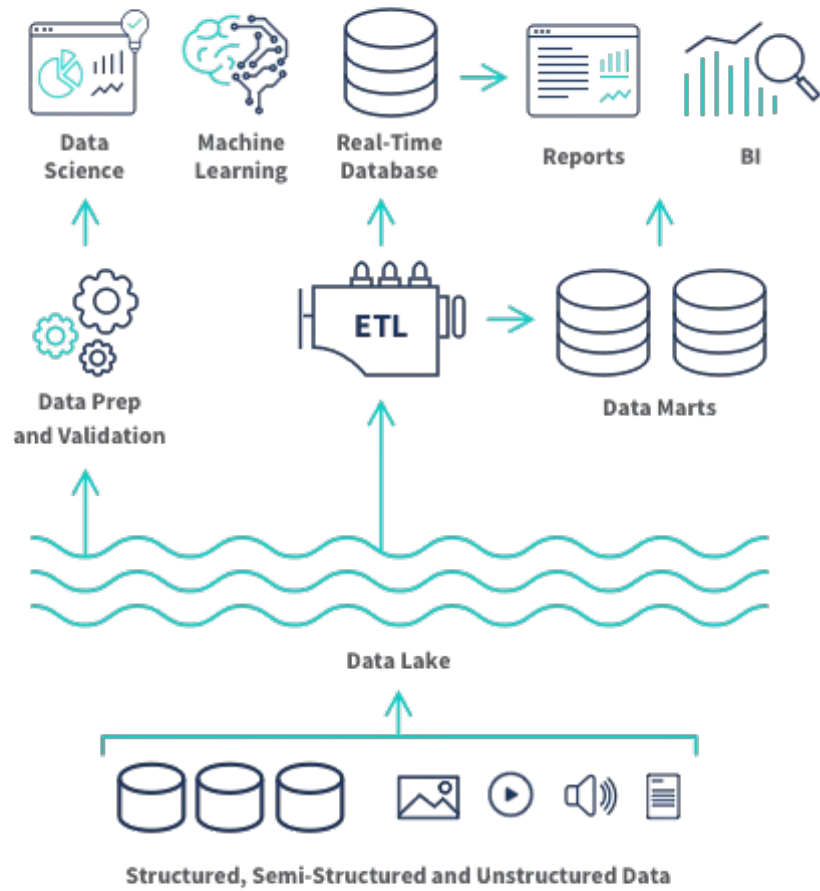 Data
Science
Machine
Learning
Real-Time
Database
Reports
BI
ETL
Data Prep
and Validation
Data Marts
Data Lake
Structured, Semi-Structured and Unstructured Data